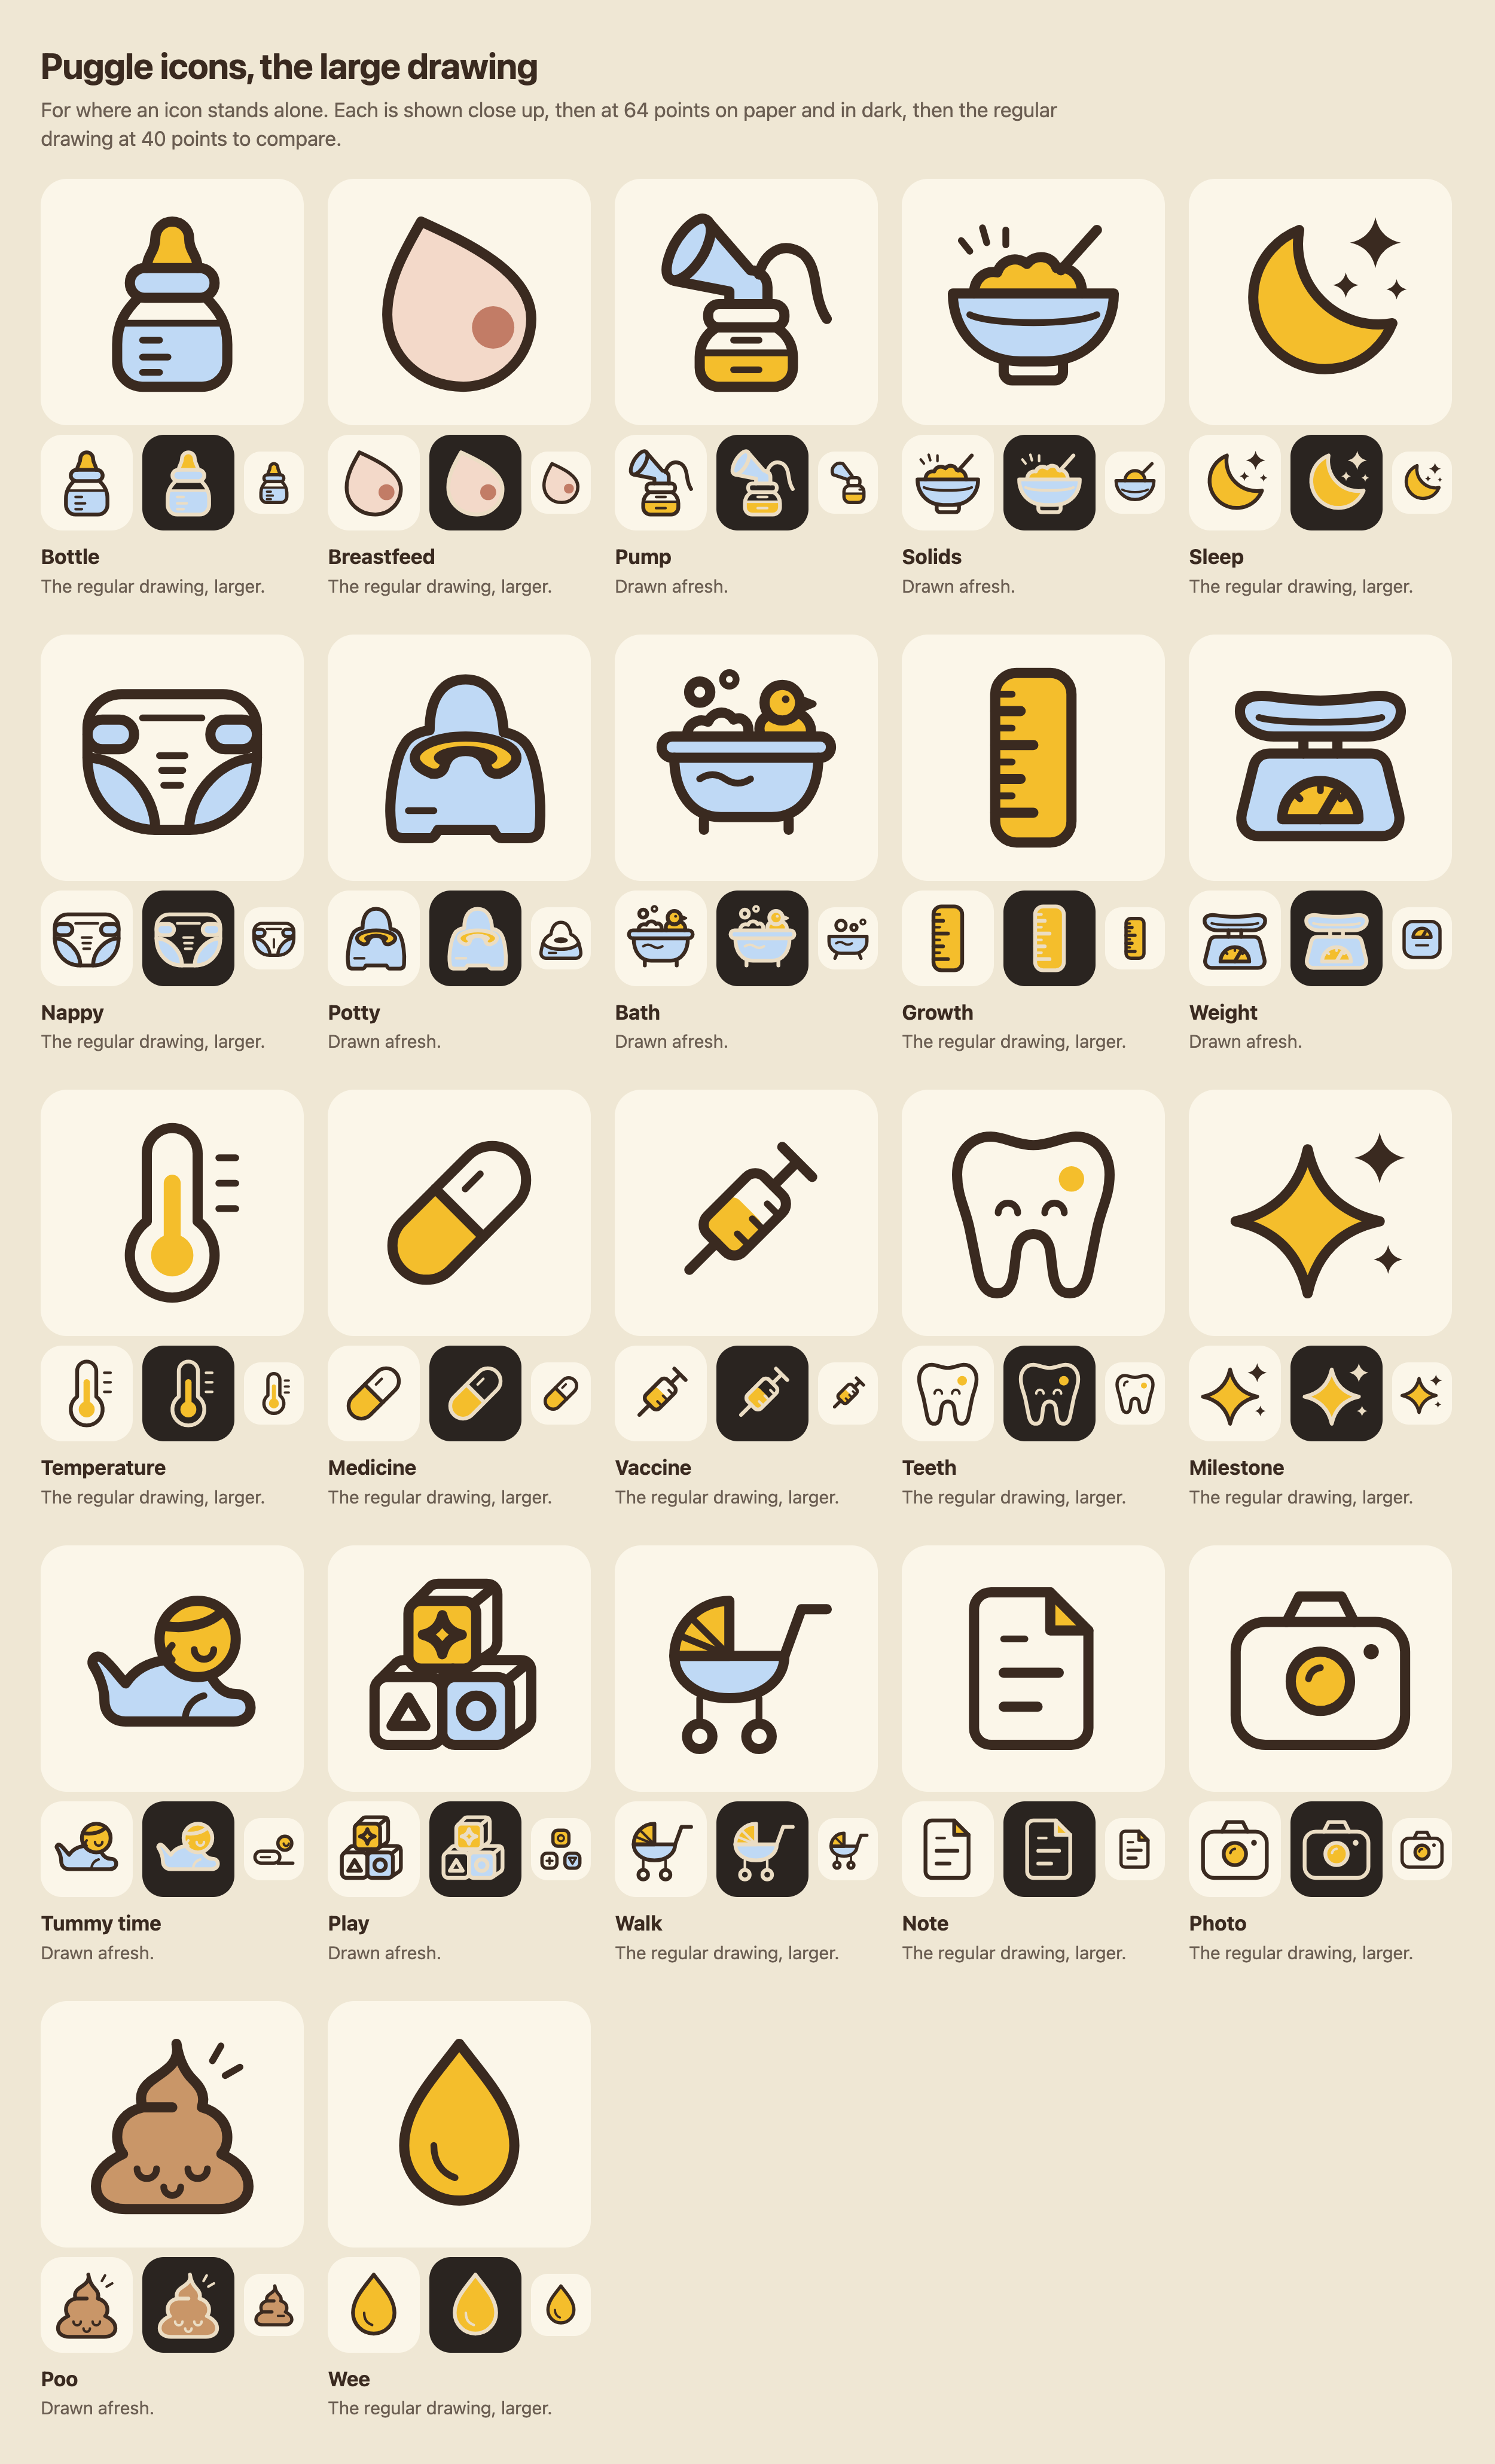 Puggle icons, the large drawing
For where an icon stands alone. Each is shown close up, then at 64 points on paper and in dark, then the regular
drawing at 40 points to compare.
Bottle
The regular drawing, larger.
Breastfeed
The regular drawing, larger.
Pump
Drawn afresh.
Solids
Drawn afresh.
Sleep
The regular drawing, larger.
Nappy
The regular drawing, larger.
Potty
Drawn afresh.
Bath
Drawn afresh.
Growth
The regular drawing, larger.
Weight
Drawn afresh.
Temperature
The regular drawing, larger.
Medicine
The regular drawing, larger.
Vaccine
The regular drawing, larger.
Teeth
The regular drawing, larger.
Milestone
The regular drawing, larger.
Tummy time
Drawn afresh.
Play
Drawn afresh.
Walk
The regular drawing, larger.
Note
The regular drawing, larger.
Photo
The regular drawing, larger.
Poo
Drawn afresh.
Wee
The regular drawing, larger.